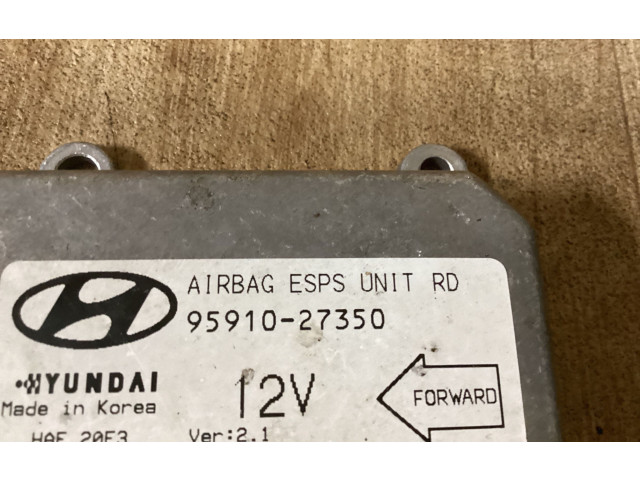 AIRBAG ESPS UNIT RD
95910-27350
HYUNDAI
12V
FORWARD
Made in Korea
Ver:2.1